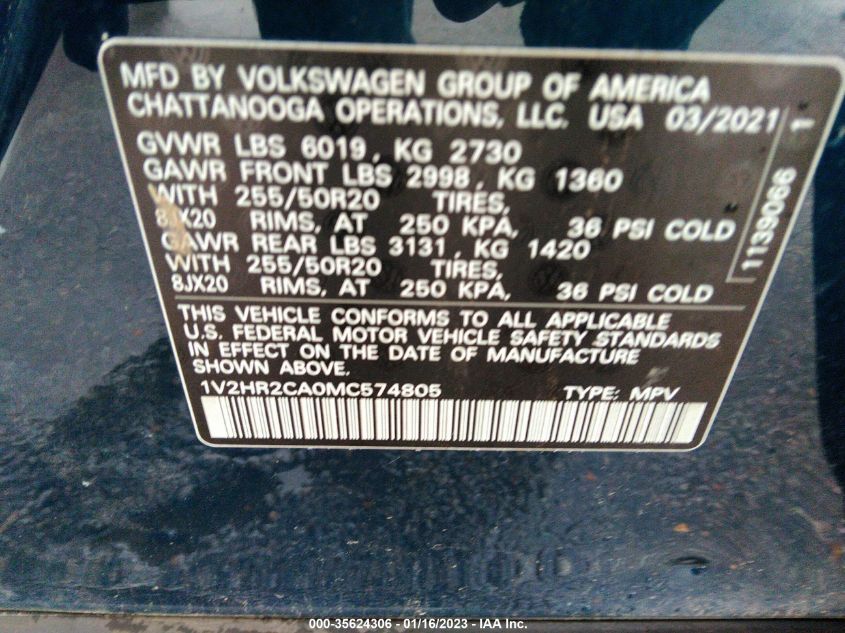 MFD BY VOLKSWAGEN GROUP OF AMERICA
CHATTANOOGA OPERATIONS, LLC. USA 03/2021
GVWR LBS 6019, KG 2730
GAWR FRONT LBS 2998, KG 1360
WITH 255/50R20 TIRES,
8JX20 RIMS, AT 250 KPA, 36 PSI COLD
GAWR REAR LBS 3131, KG 1420
WITH 255/50R20 TIRES,
8JX20 RIMS, AT 250 KPA, 36 PSI COLD
THIS VEHICLE CONFORMS TO ALL APPLICABLE
U.S. FEDERAL MOTOR VEHICLE SAFETY STANDARDS
IN EFFECT ON THE DATE OF MANUFACTURE
SHOWN ABOVE.
1V2HR2CA0MC574805 TYPE: MPV
1139066 1
000-35624306 - 01/16/2023 - IAA Inc.